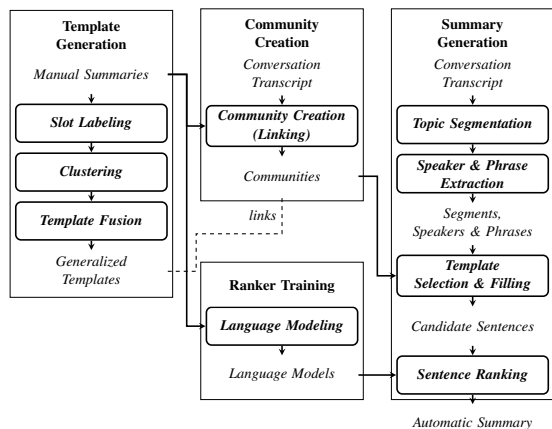 Template
Generation
Manual Summaries
Slot Labeling
Clustering
Template Fusion
Generalized
Templates
Community
Creation
Conversation
Transcript
Community Creation
(Linking)
Communities
links
Ranker Training
Language Modeling
Language Models
Summary
Generation
Conversation
Transcript
Topic Segmentation
Speaker & Phrase
Extraction
Segments,
Speakers & Phrases
Template
Selection & Filling
Candidate Sentences
Sentence Ranking
Automatic Summary